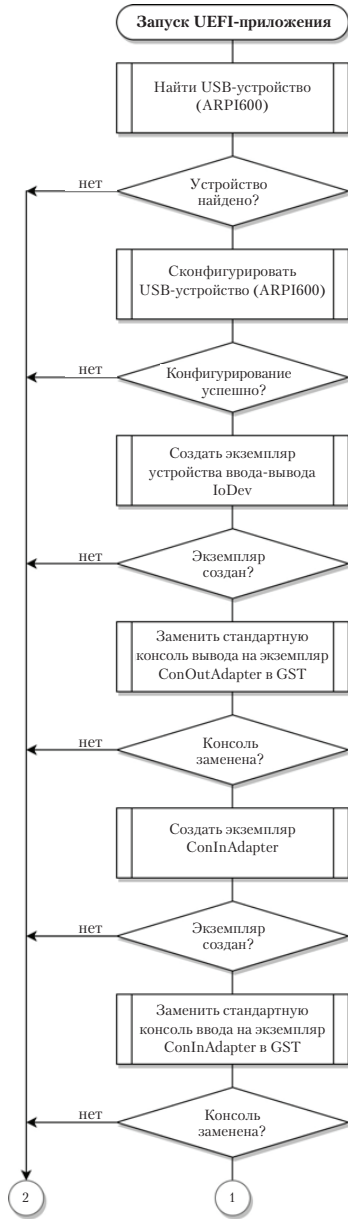 Запуск UEFI-приложения
Найти USB-устройство
(ARPI600)
нет
Устройство
найдено?
Сконфигурировать
USB-устройство (ARPI600)
нет
Конфигурирование
успешно?
Создать экземпляр
устройства ввода-вывода
IoDev
нет
Экземпляр
создан?
Заменить стандартную
консоль вывода на экземпляр
ConOutAdapter в GST
нет
Консоль
заменена?
Создать экземпляр
ConInAdapter
нет
Экземпляр
создан?
Заменить стандартную
консоль ввода на экземпляр
ConInAdapter в GST
нет
Консоль
заменена?
2
1